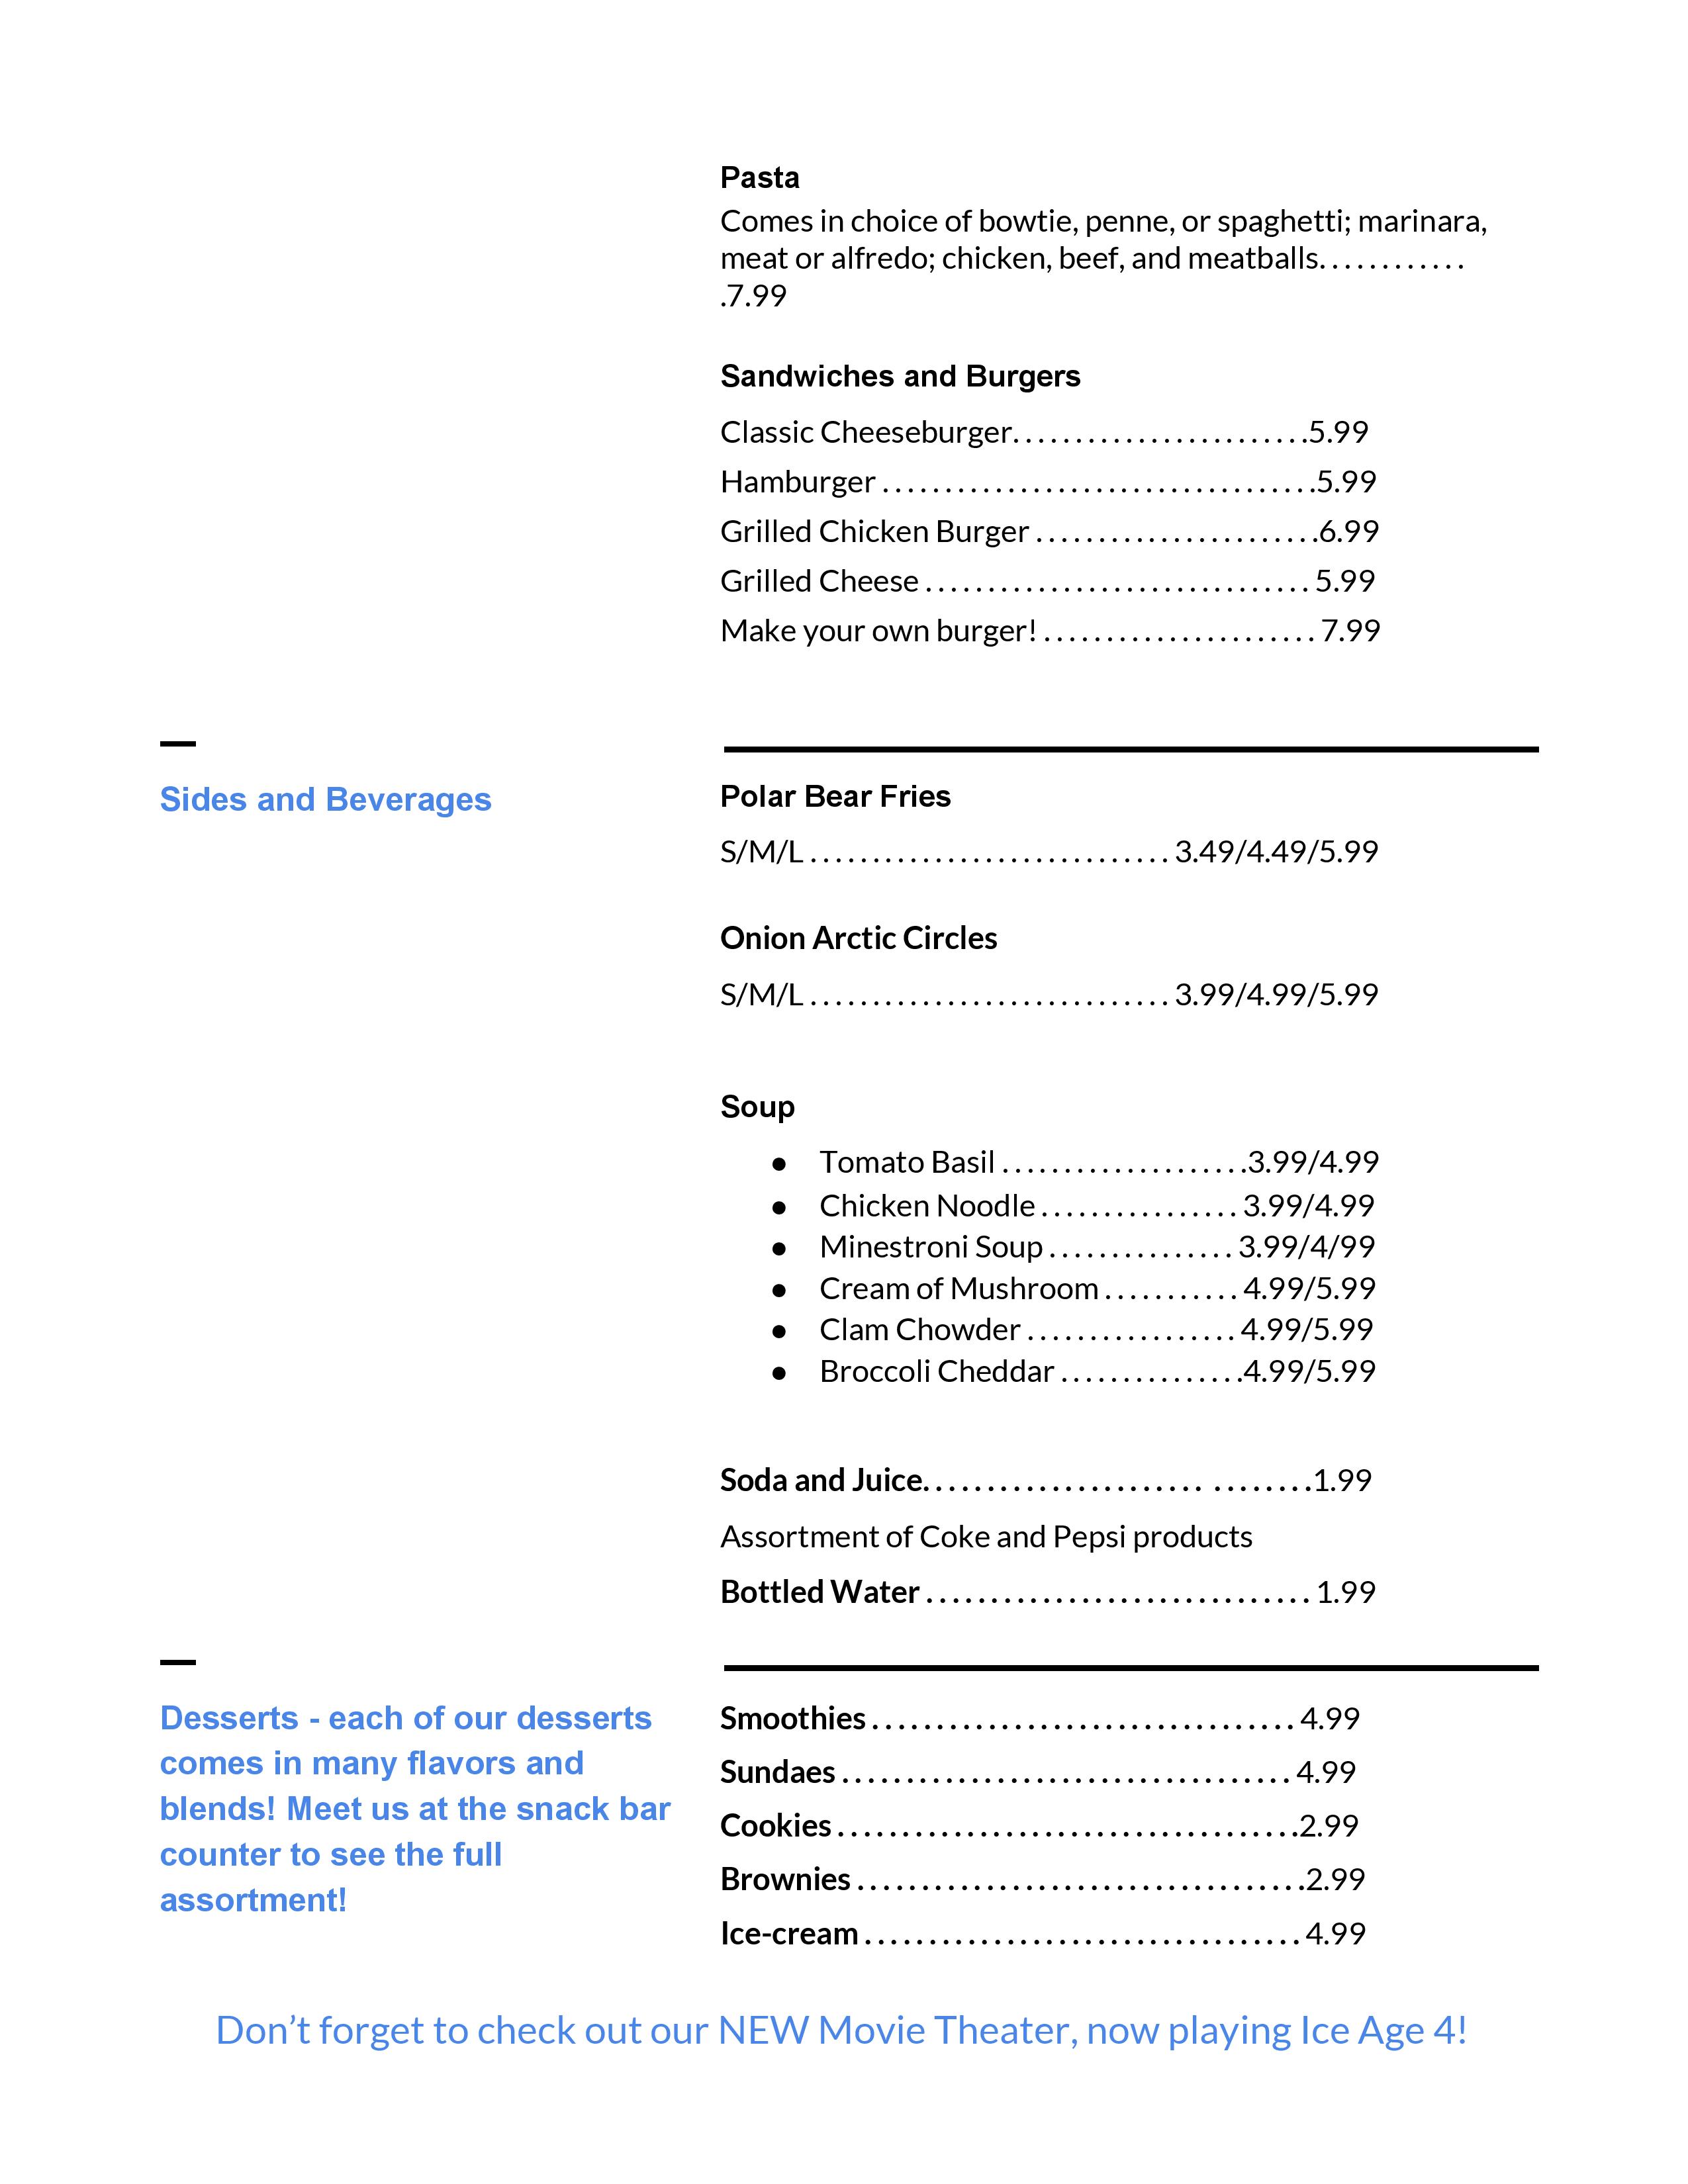 Pasta
Comes in choice of bowtie, penne, or spaghetti; marinara,
meat or alfredo; chicken, beef, and meatballs. . . . . . . . . . . .
.7.99
Sandwiches and Burgers
Classic Cheeseburger. . . . . . . . . . . . . . . . . . . . . . . .5.99
Hamburger . . . . . . . . . . . . . . . . . . . . . . . . . . . . . . . . . . .5.99
Grilled Chicken Burger . . . . . . . . . . . . . . . . . . . . . . .6.99
Grilled Cheese . . . . . . . . . . . . . . . . . . . . . . . . . . . . . . . 5.99
Make your own burger! . . . . . . . . . . . . . . . . . . . . . . 7.99
Sides and Beverages
Polar Bear Fries
S/M/L . . . . . . . . . . . . . . . . . . . . . . . . . . . . . 3.49/4.49/5.99
Onion Arctic Circles
S/M/L . . . . . . . . . . . . . . . . . . . . . . . . . . . . . 3.99/4.99/5.99
Soup
● Tomato Basil . . . . . . . . . . . . . . . . . . . .3.99/4.99
● Chicken Noodle . . . . . . . . . . . . . . . . 3.99/4.99
● Minestroni Soup . . . . . . . . . . . . . . . 3.99/4/99
● Cream of Mushroom . . . . . . . . . . . 4.99/5.99
● Clam Chowder . . . . . . . . . . . . . . . . . 4.99/5.99
● Broccoli Cheddar . . . . . . . . . . . . . . .4.99/5.99
Soda and Juice. . . . . . . . . . . . . . . . . . . . . . . . . . . . . .1.99
Assortment of Coke and Pepsi products
Bottled Water . . . . . . . . . . . . . . . . . . . . . . . . . . . . . . 1.99
Desserts - each of our desserts
comes in many flavors and
blends! Meet us at the snack bar
counter to see the full
assortment!
Smoothies . . . . . . . . . . . . . . . . . . . . . . . . . . . . . . . . . 4.99
Sundaes . . . . . . . . . . . . . . . . . . . . . . . . . . . . . . . . . . . 4.99
Cookies . . . . . . . . . . . . . . . . . . . . . . . . . . . . . . . . . . . .2.99
Brownies . . . . . . . . . . . . . . . . . . . . . . . . . . . . . . . . . . .2.99
Ice-cream . . . . . . . . . . . . . . . . . . . . . . . . . . . . . . . . . . 4.99
Don’t forget to check out our NEW Movie Theater, now playing Ice Age 4!